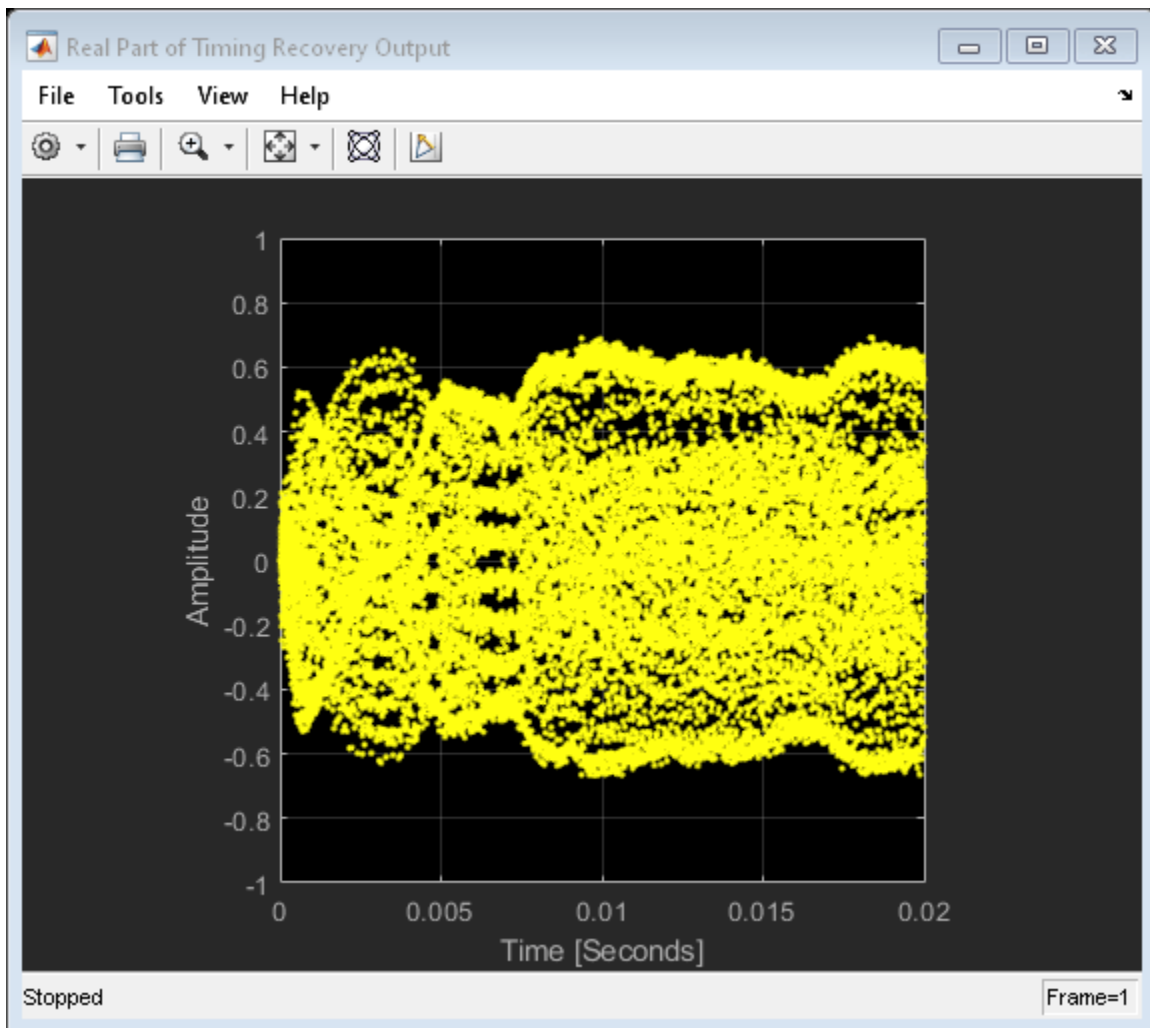 Real Part of Timing Recovery Output
File Tools View Help
1
0.8
0.6
0.4
0.2
0
-0.2
-0.4
-0.6
-0.8
-1
Amplitude
0 0.005 0.01 0.015 0.02
Time [Seconds]
Stopped Frame=1